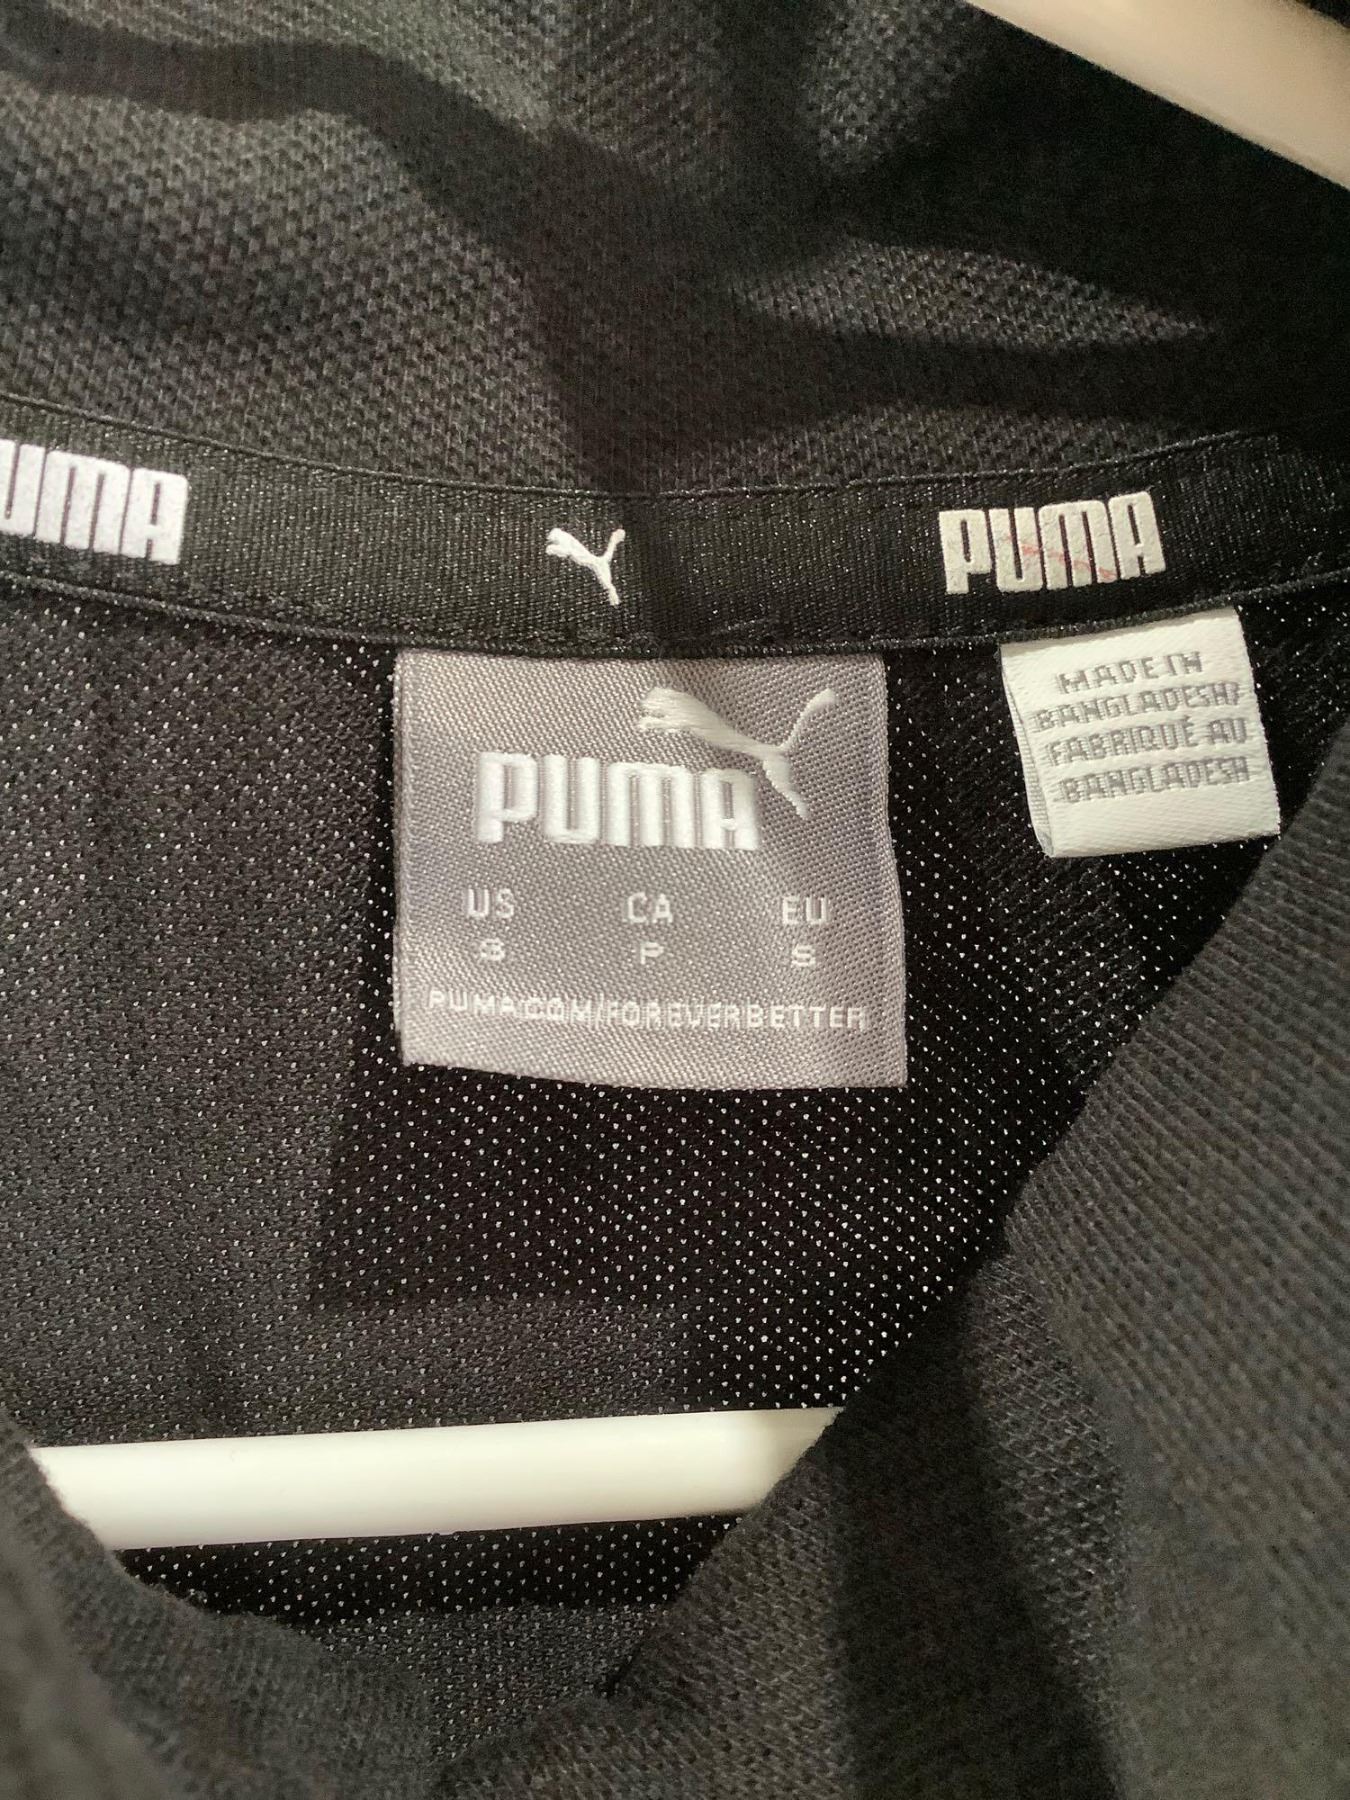 PUMA
PUMA
PUMA
US CA EU
S P S
PUMA.COM/FOREVERBETTER
MADE IN
BANGLADESH/
FABRIQUÉ AU
BANGLADESH